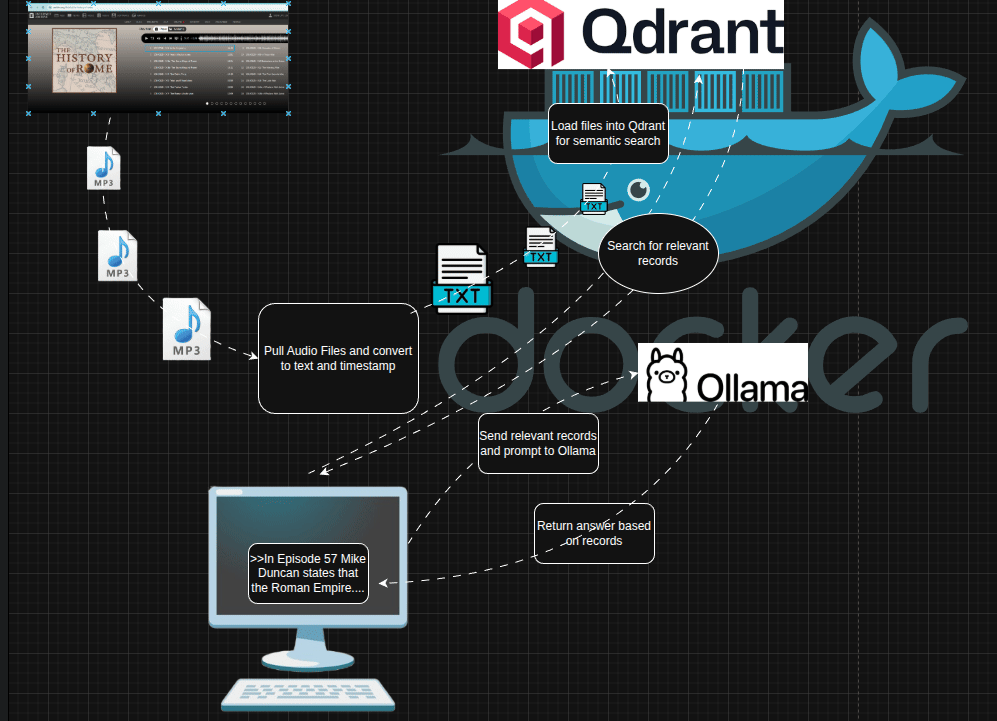 THE
HISTORY
OF ROME
Qdrant
Load files into Qdrant
for semantic search
MP3
TXT
Search for relevant
records
TXT
MP3
TXT
docker
MP3
Pull Audio Files and convert
to text and timestamp
Ollama
Send relevant records
and prompt to Ollama
Return answer based
on records
>>In Episode 57 Mike
Duncan states that
the Roman Empire....